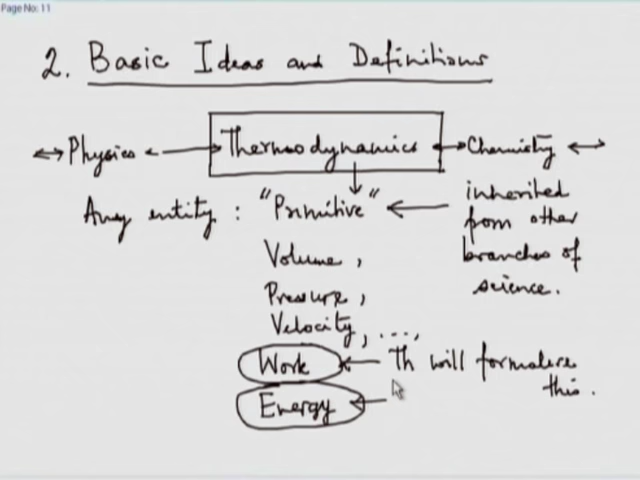 Page No: 11
2. Basic Ideas and Definitions
↔ Physics ↔ Thermodynamics ↔ Chemistry ↔
Any entity : "Primitive" ← inherited
from other
branches of
science.
Volume,
Pressure,
Velocity, ....,
Work ← Th will formalise
this.
Energy ←